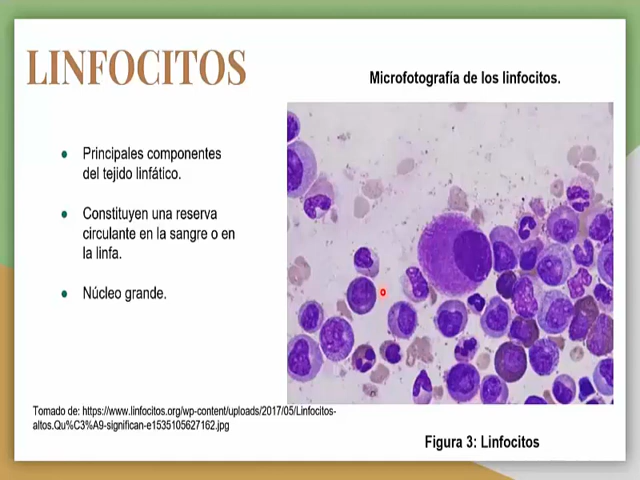 LINFOCITOS
Microfotografía de los linfocitos.
● Principales componentes
del tejido linfático.
● Constituyen una reserva
circulante en la sangre o en
la linfa.
● Núcleo grande.
Tomado de: https://www.linfocitos.org/wp-content/uploads/2017/05/Linfocitos-
altos.Qu%C3%A9-significan-e1535105627162.jpg
Figura 3: Linfocitos